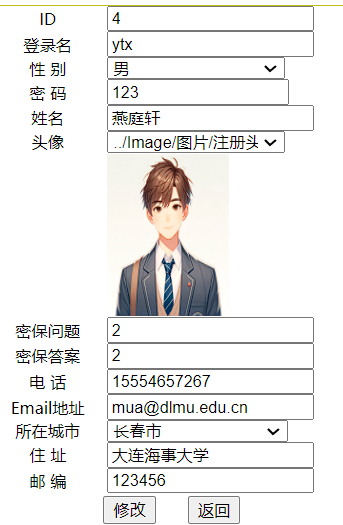 ID 4
登录名 ytx
性 别 男
密 码 123
姓名 燕庭轩
头像 ../Image/图片/注册头
密保问题 2
密保答案 2
电 话 15554657267
Email地址 mua@dlmu.edu.cn
所在城市 长春市
住 址 大连海事大学
邮 编 123456
修改 返回